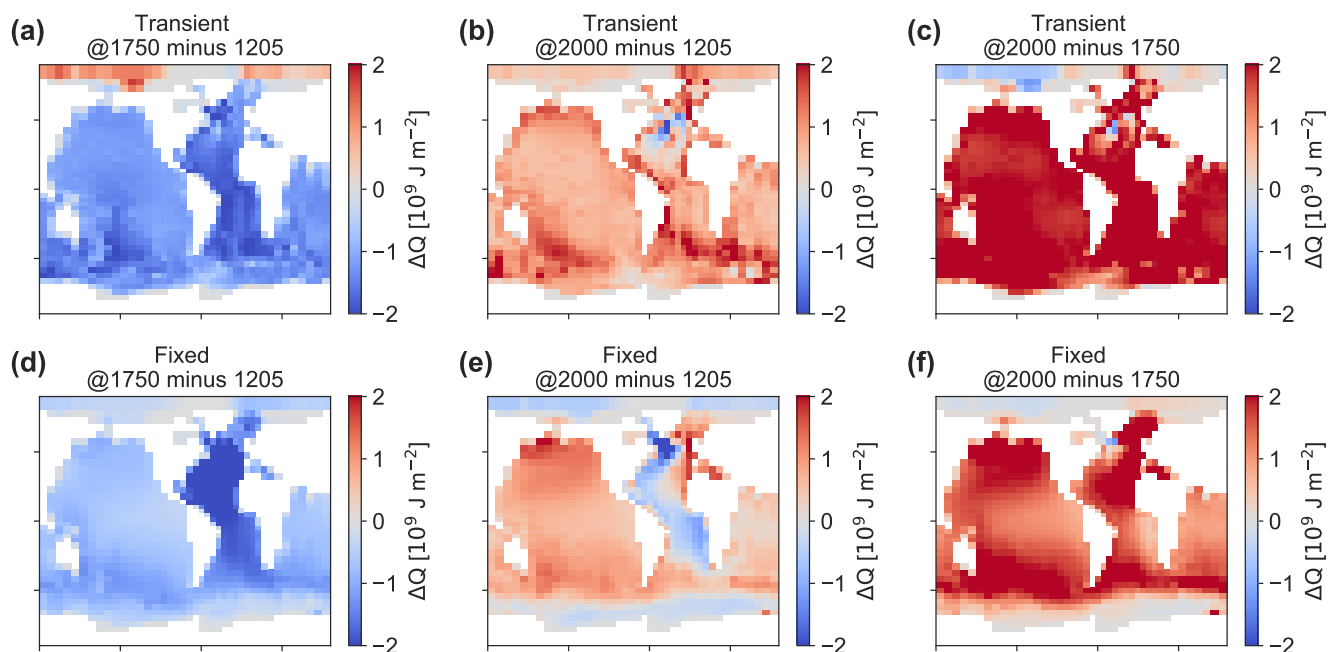 (a)
Transient
@1750 minus 1205
2
1
0
−1
−2
ΔQ [10⁹ J m⁻²]
(b)
Transient
@2000 minus 1205
2
1
0
−1
−2
ΔQ [10⁹ J m⁻²]
(c)
Transient
@2000 minus 1750
2
1
0
−1
−2
ΔQ [10⁹ J m⁻²]
(d)
Fixed
@1750 minus 1205
2
1
0
−1
−2
ΔQ [10⁹ J m⁻²]
(e)
Fixed
@2000 minus 1205
2
1
0
−1
−2
ΔQ [10⁹ J m⁻²]
(f)
Fixed
@2000 minus 1750
2
1
0
−1
−2
ΔQ [10⁹ J m⁻²]